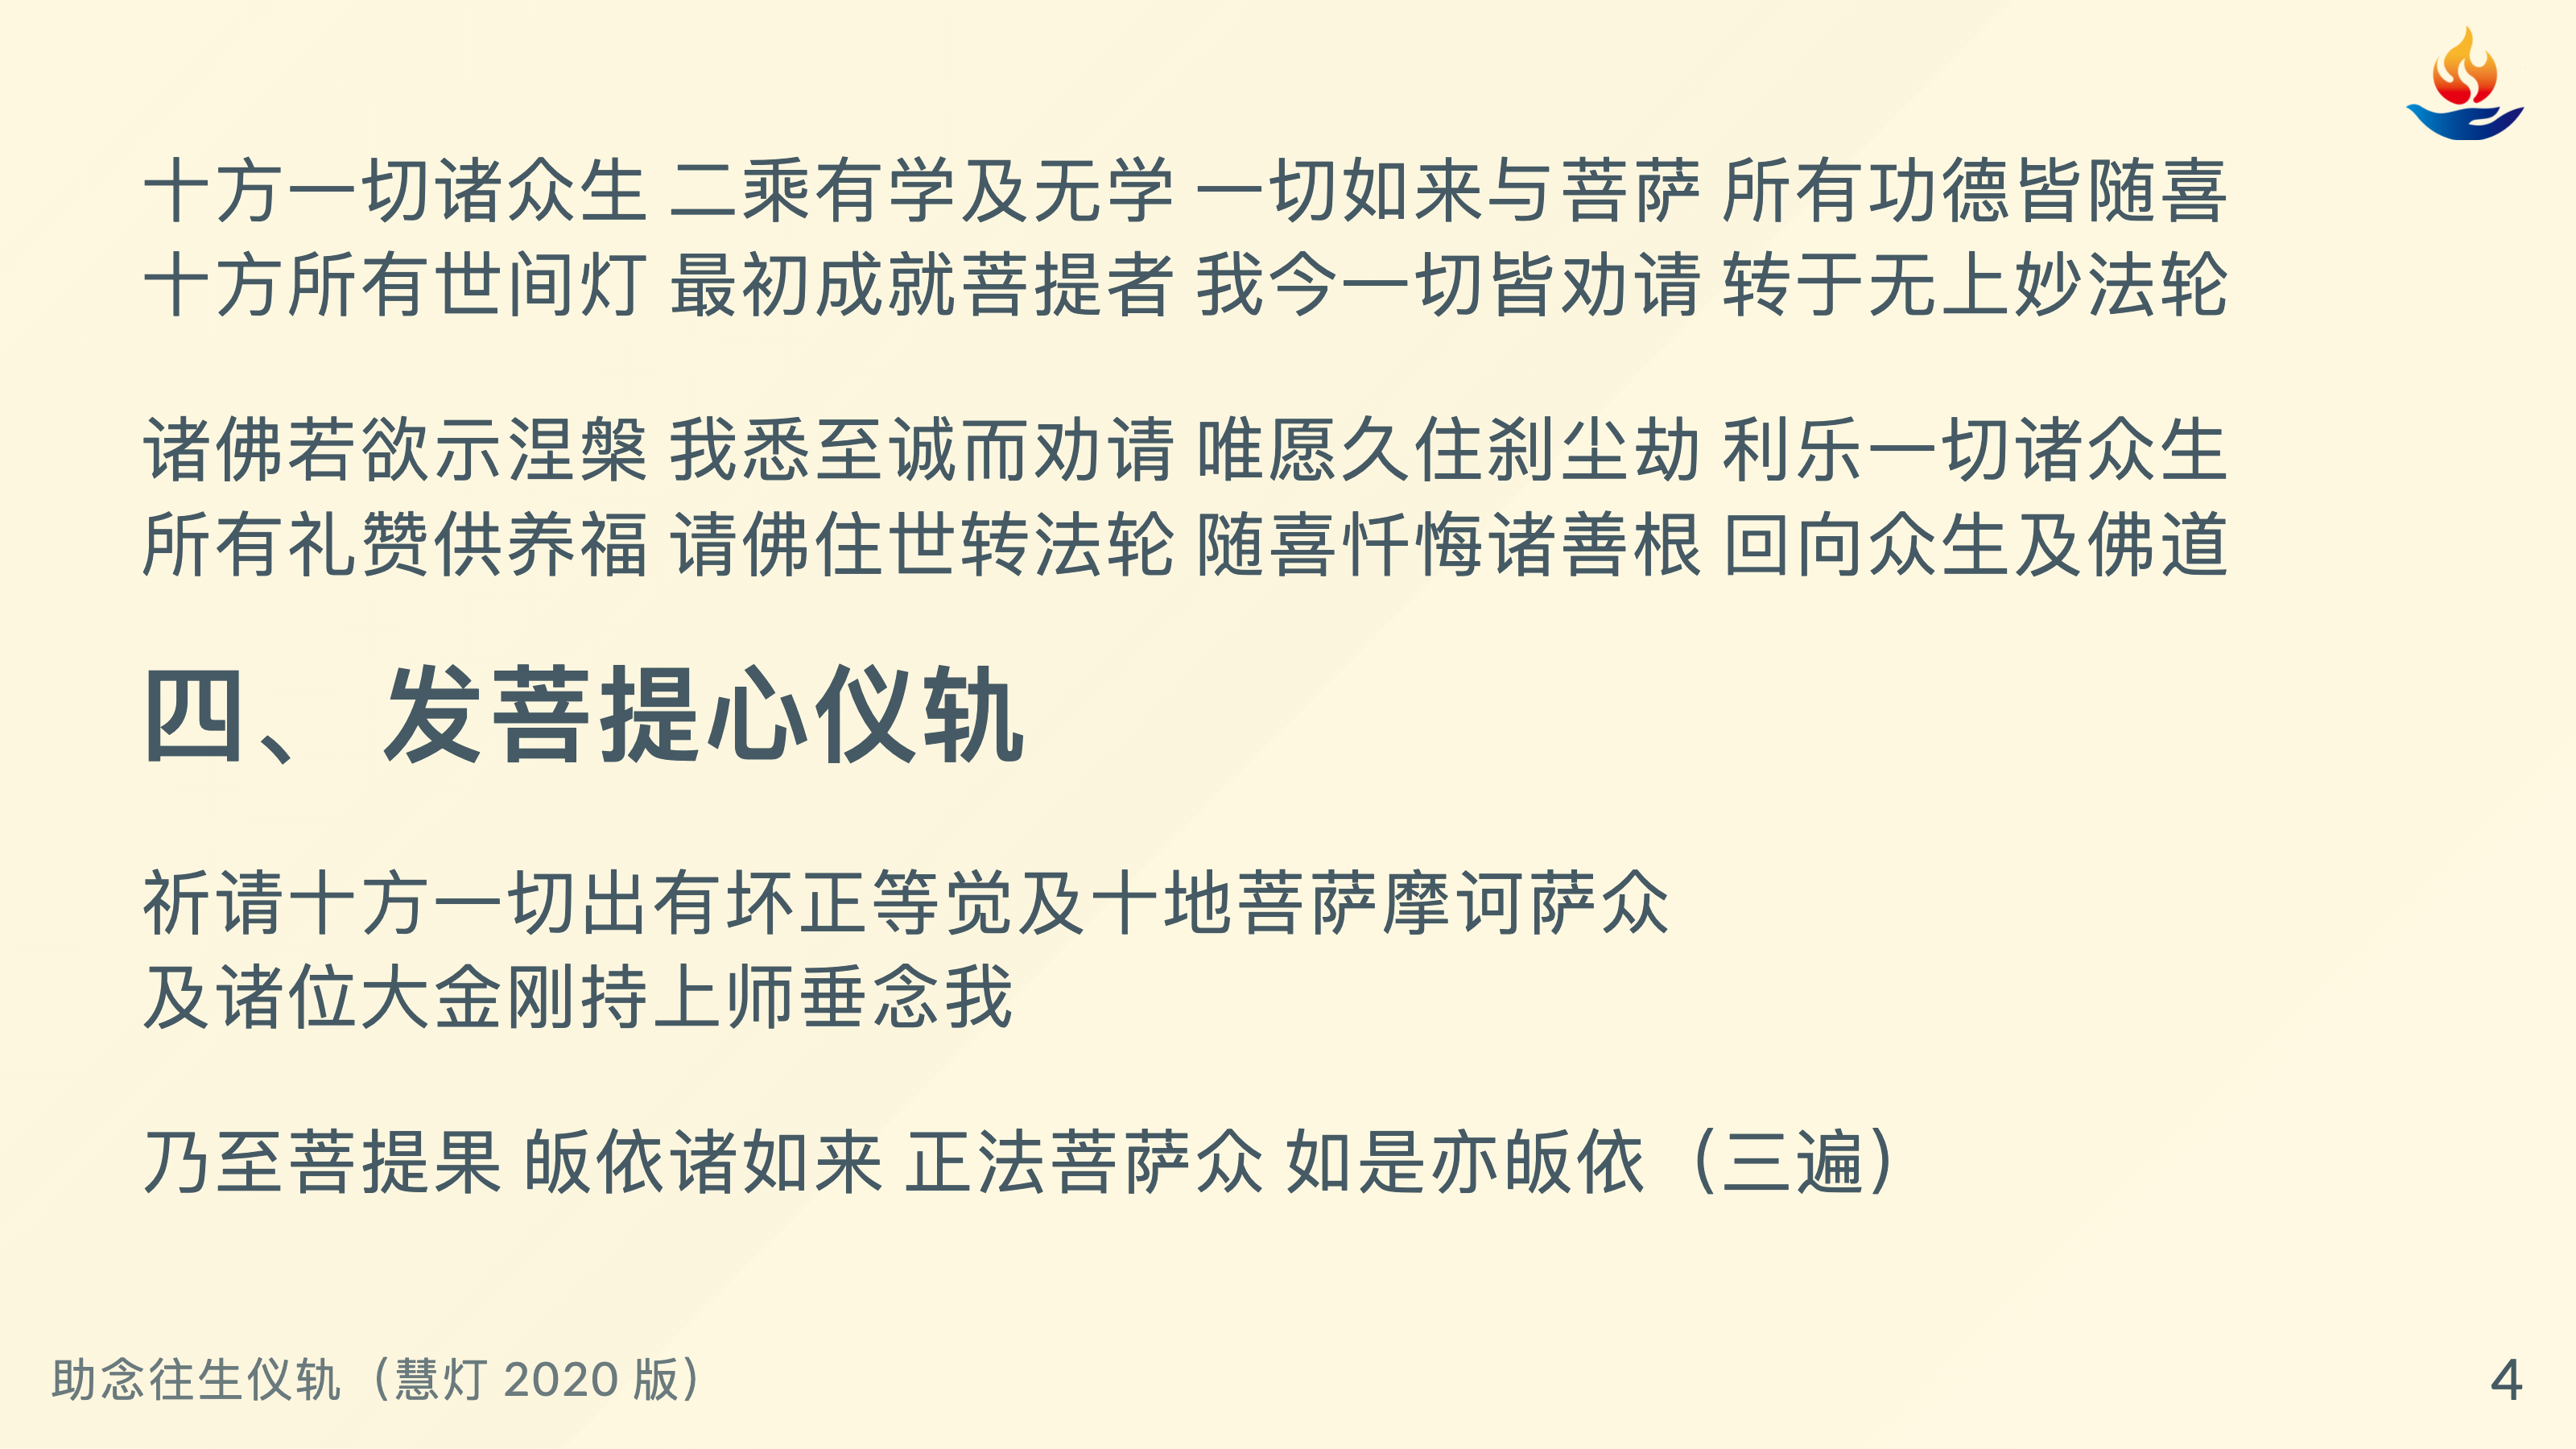 十方一切诸众生 二乘有学及无学 一切如来与菩萨 所有功德皆随喜
十方所有世间灯 最初成就菩提者 我今一切皆劝请 转于无上妙法轮
诸佛若欲示涅槃 我悉至诚而劝请 唯愿久住刹尘劫 利乐一切诸众生
所有礼赞供养福 请佛住世转法轮 随喜忏悔诸善根 回向众生及佛道
四、 发菩提心仪轨
祈请十方一切出有坏正等觉及十地菩萨摩诃萨众
及诸位大金刚持上师垂念我
乃至菩提果 皈依诸如来 正法菩萨众 如是亦皈依（三遍）
助念往生仪轨（慧灯 2020 版）
4